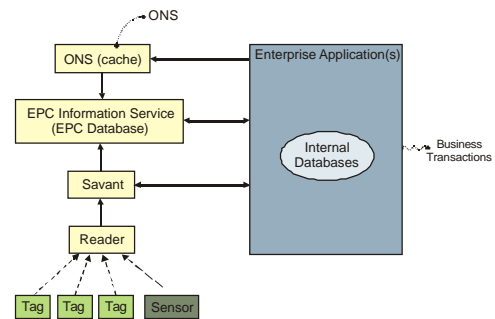 ONS
ONS (cache)
Enterprise Application(s)
EPC Information Service
(EPC Database)
Internal
Databases
Business
Transactions
Savant
Reader
Tag
Tag
Tag
Sensor